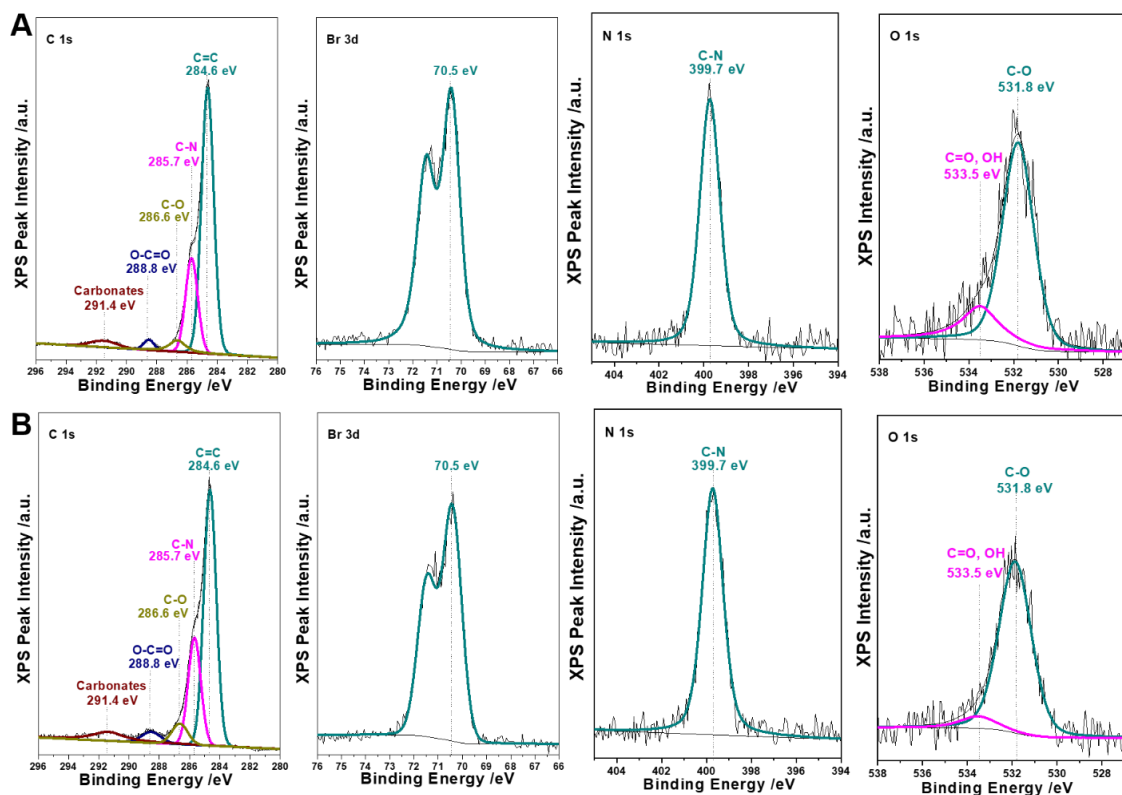 A
C 1s
C=C
284.6 eV
C-N
285.7 eV
C-O
286.6 eV
O-C=O
288.8 eV
Carbonates
291.4 eV
XPS Peak Intensity /a.u.
296 294 292 290 288 286 284 282 280
Binding Energy /eV
Br 3d
70.5 eV
XPS Peak Intensity /a.u.
76 75 73 72 71 70 69 68 67 66
Binding Energy /eV
N 1s
C-N
399.7 eV
XPS Peak Intensity /a.u.
404 402 400 398 396 394
Binding Energy /eV
O 1s
C-O
531.8 eV
C=O, OH
533.5 eV
XPS Intensity /a.u.
538 536 534 532 530 528
Binding Energy /eV
B
C 1s
C=C
284.6 eV
C-N
285.7 eV
C-O
286.6 eV
O-C=O
288.8 eV
Carbonates
291.4 eV
XPS Peak Intensity /a.u.
296 294 292 290 288 286 284 282 280
Binding Energy /eV
Br 3d
70.5 eV
XPS Peak Intensity /a.u.
76 75 73 72 71 70 69 68 67 66
Binding Energy /eV
N 1s
C-N
399.7 eV
XPS Peak Intensity /a.u.
404 402 400 398 396 394
Binding Energy /eV
O 1s
C-O
531.8 eV
C=O, OH
533.5 eV
XPS Intensity /a.u.
538 536 534 532 530 528
Binding Energy /eV